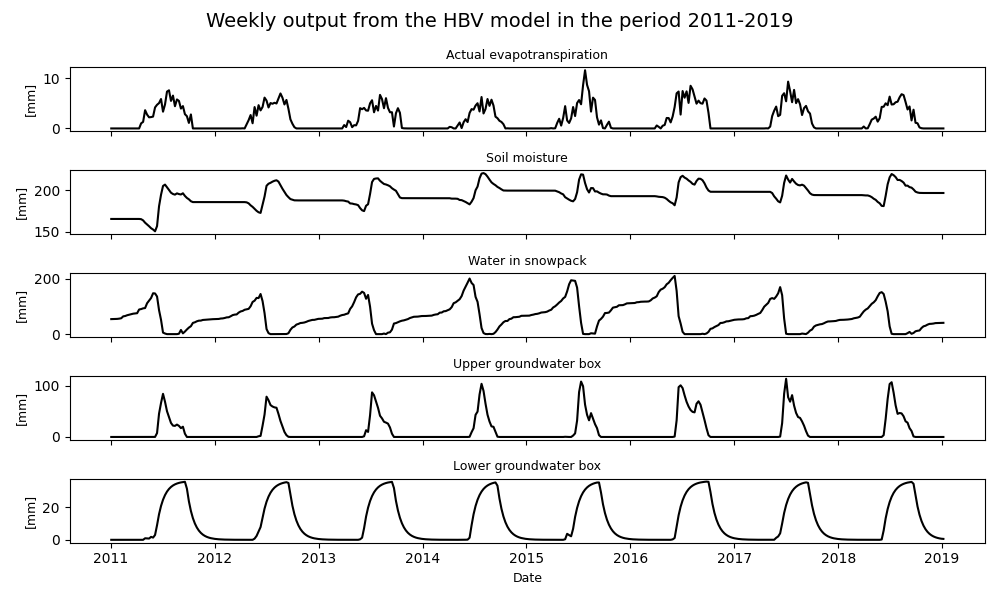 Weekly output from the HBV model in the period 2011-2019
Actual evapotranspiration
10
0
[mm]
Soil moisture
200
150
[mm]
Water in snowpack
200
0
[mm]
Upper groundwater box
100
0
[mm]
Lower groundwater box
20
0
[mm]
2011 2012 2013 2014 2015 2016 2017 2018 2019
Date